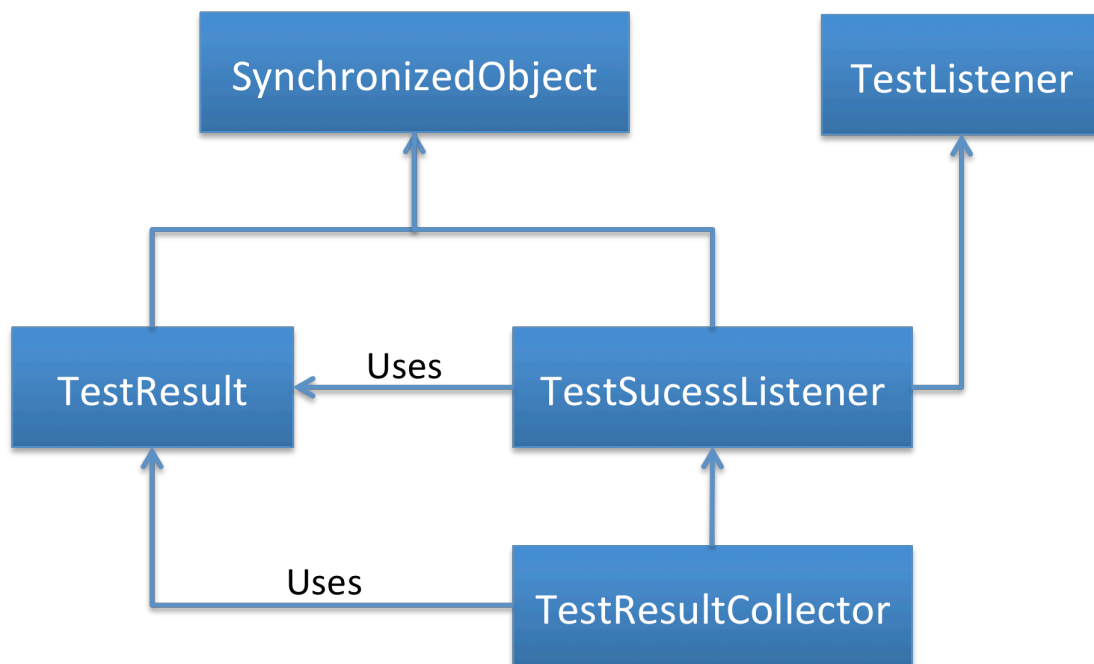 SynchronizedObject
TestListener
Uses
TestResult
TestSucessListener
Uses
TestResultCollector